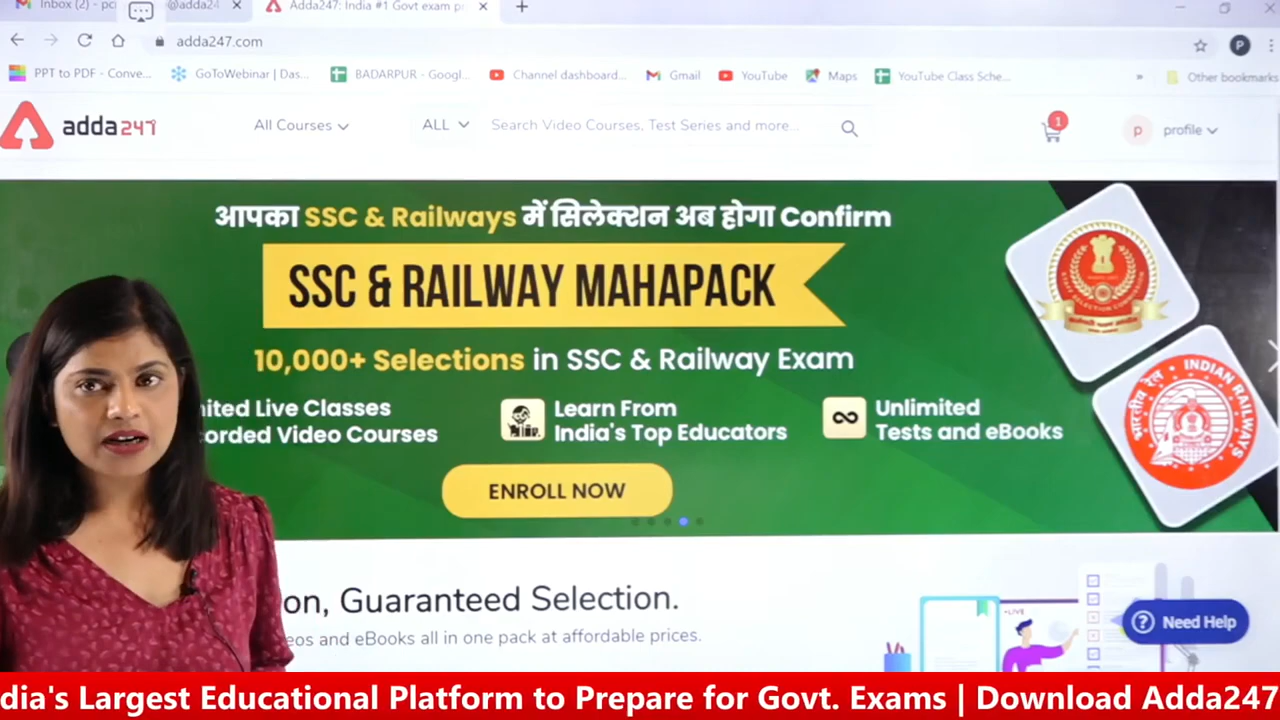 Inbox (2) - pc
@adda24
Adda247: India #1 Govt exam p
adda247.com
PPT to PDF - Conve...
GoToWebinar | Das...
BADARPUR - Googl...
Channel dashboard...
Gmail
YouTube
Maps
YouTube Class Sche...
»
Other bookmarks
P
adda247
All Courses
ALL
Search Video Courses, Test Series and more...
1
p
profile
आपका SSC & Railways में सिलेक्शन अब होगा Confirm
SSC & RAILWAY MAHAPACK
10,000+ Selections in SSC & Railway Exam
nited Live Classes
corded Video Courses
Learn From
India's Top Educators
Unlimited
Tests and eBooks
ENROLL NOW
भारतीय रेल
INDIAN RAILWAYS
on, Guaranteed Selection.
eos and eBooks all in one pack at affordable prices.
LIVE
? Need Help
dia's Largest Educational Platform to Prepare for Govt. Exams | Download Adda247